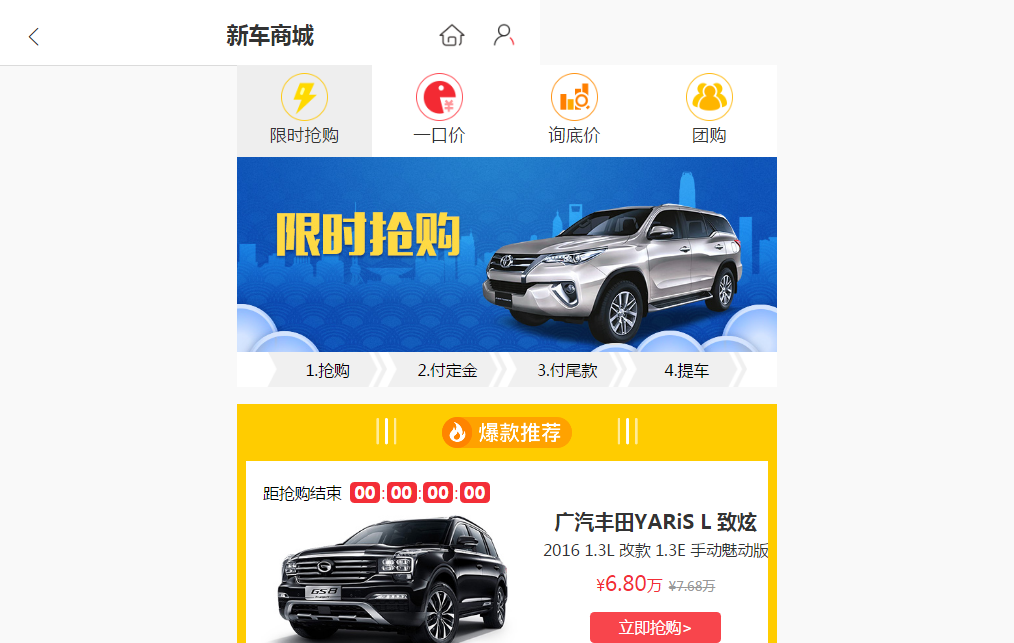 新车商城
限时抢购 一口价 询底价 团购
限时抢购
1.抢购 2.付定金 3.付尾款 4.提车
爆款推荐
距抢购结束 00:00:00:00
广汽丰田YARiS L 致炫
2016 1.3L 改款 1.3E 手动魅动版
¥6.80万 ¥7.68万
GS8
立即抢购>